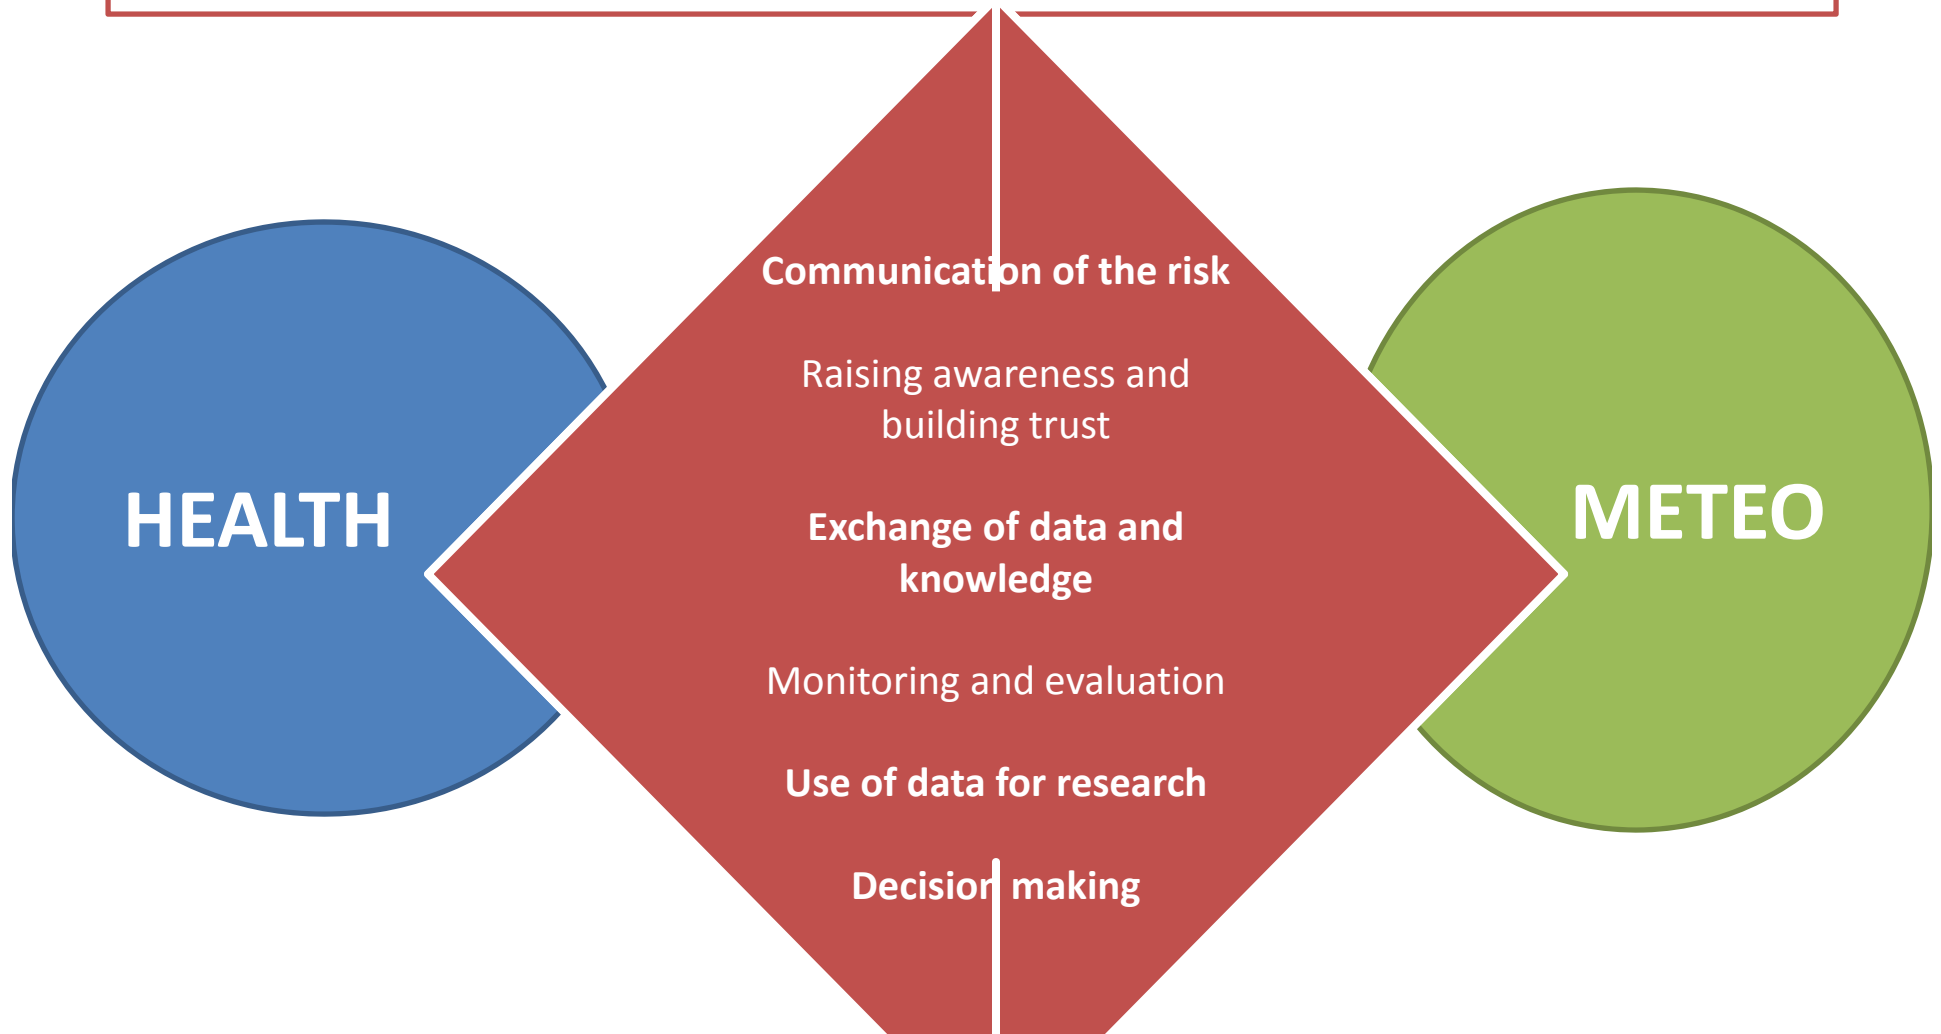 Communication of the risk
Raising awareness and
building trust
Exchange of data and
knowledge
Monitoring and evaluation
Use of data for research
Decision making
HEALTH
METEO